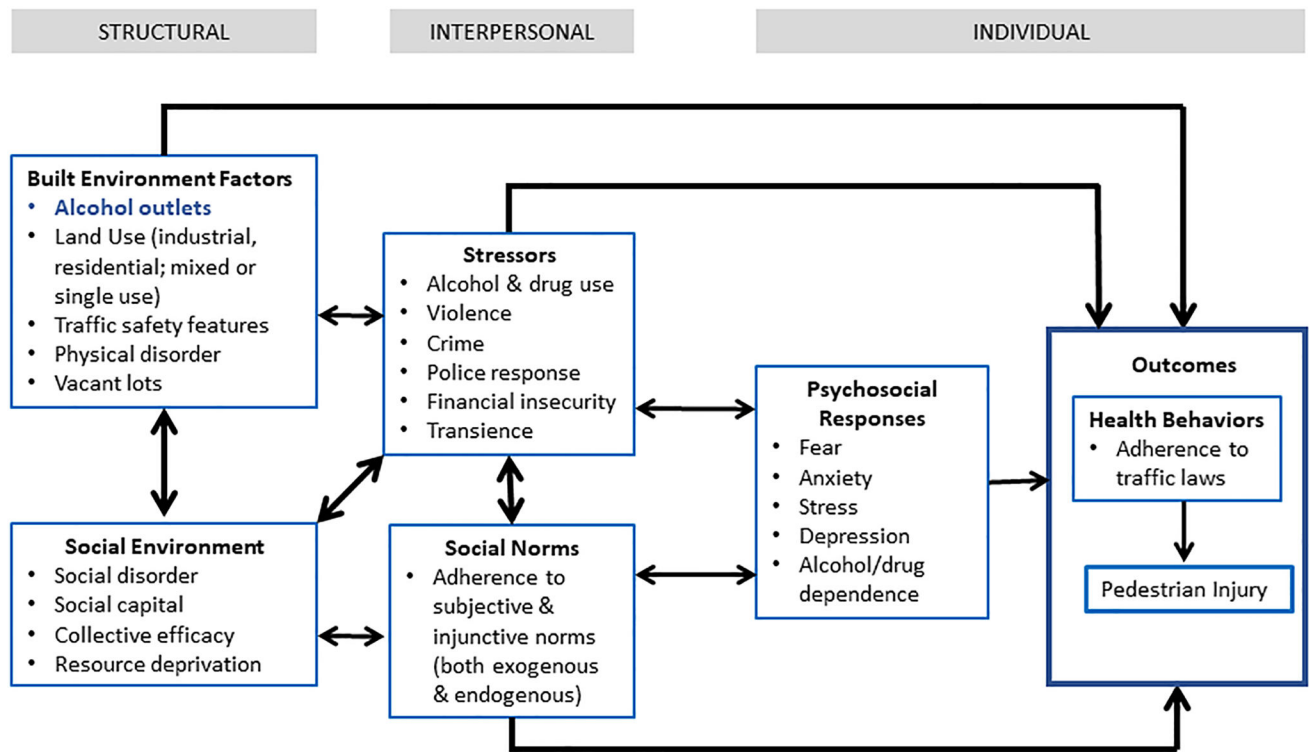 STRUCTURAL
INTERPERSONAL
INDIVIDUAL
Built Environment Factors
• Alcohol outlets
• Land Use (industrial,
residential; mixed or
single use)
• Traffic safety features
• Physical disorder
• Vacant lots
Social Environment
• Social disorder
• Social capital
• Collective efficacy
• Resource deprivation
Stressors
• Alcohol & drug use
• Violence
• Crime
• Police response
• Financial insecurity
• Transience
Social Norms
• Adherence to
subjective &
injunctive norms
(both exogenous
& endogenous)
Psychosocial
Responses
• Fear
• Anxiety
• Stress
• Depression
• Alcohol/drug
dependence
Outcomes
Health Behaviors
• Adherence to
traffic laws
Pedestrian Injury